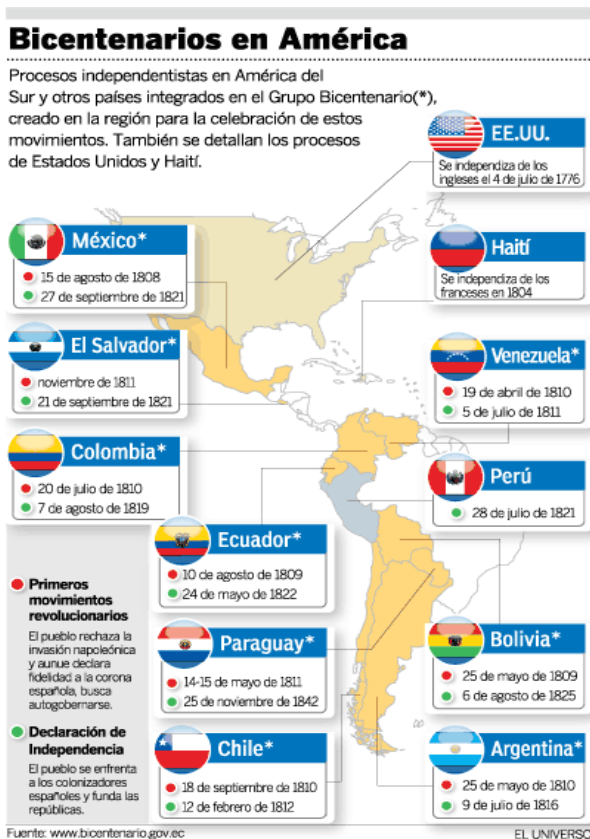 Bicentenarios en América
Procesos independentistas en América del
Sur y otros países integrados en el Grupo Bicentenario(*),
creado en la región para la celebración de estos
movimientos. También se detallan los procesos
de Estados Unidos y Haití.
EE.UU.
Se independiza de los
ingleses el 4 de julio de 1776
México*
15 de agosto de 1808
27 de septiembre de 1821
Haití
Se independiza de los
franceses en 1804
El Salvador*
noviembre de 1811
21 de septiembre de 1821
Venezuela*
19 de abril de 1810
5 de julio de 1811
Colombia*
20 de julio de 1810
7 de agosto de 1819
Perú
28 de julio de 1821
Ecuador*
10 de agosto de 1809
24 de mayo de 1822
Primeros
movimientos
revolucionarios
El pueblo rechaza la
invasión napoleónica
y aunue declara
fidelidad a la corona
española, busca
autogobernarse.
Paraguay*
14-15 de mayo de 1811
25 de noviembre de 1842
Bolivia*
25 de mayo de 1809
6 de agosto de 1825
Declaración de
Independencia
El pueblo se enfrenta
a los colonizadores
españoles y funda las
repúblicas.
Chile*
18 de septiembre de 1810
12 de febrero de 1812
Argentina*
25 de mayo de 1810
9 de julio de 1816
Fuente: www.bicentenario.gov.ec
EL UNIVERSO